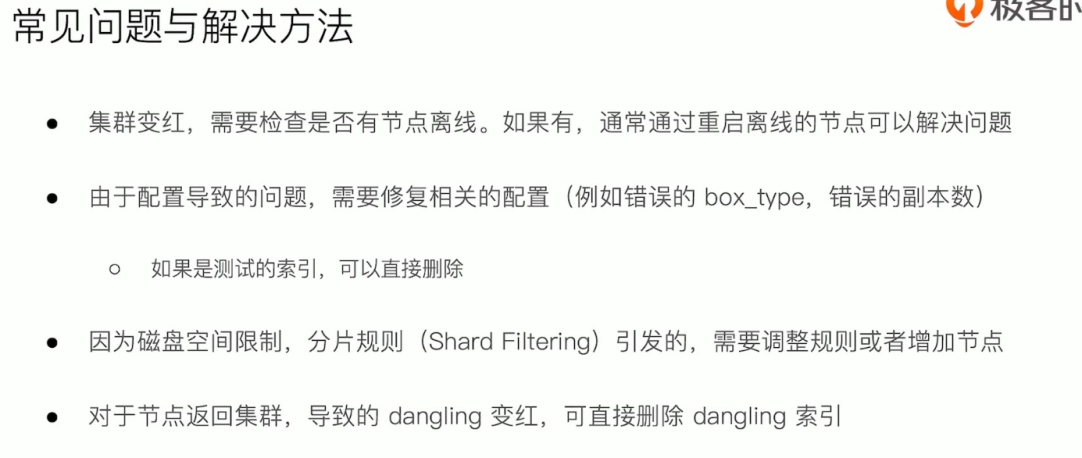 常见问题与解决方法
极客
● 集群变红，需要检查是否有节点离线。如果有，通常通过重启离线的节点可以解决问题
● 由于配置导致的问题，需要修复相关的配置（例如错误的 box_type，错误的副本数）
○ 如果是测试的索引，可以直接删除
● 因为磁盘空间限制，分片规则（Shard Filtering）引发的，需要调整规则或者增加节点
● 对于节点返回集群，导致的 dangling 变红，可直接删除 dangling 索引